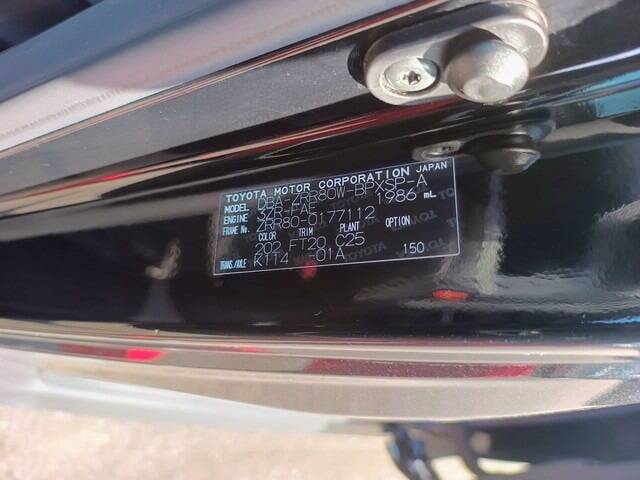 TOYOTA MOTOR CORPORATION JAPAN
MODEL DBA-ZRR80W-BPXSP-A
ENGINE 3ZR-FAE 1986 mL
FRAME No. ZRR80-0177112
COLOR TRIM PLANT OPTION
202 FT20 C25
TRANS./AXLE K114 -01A 150